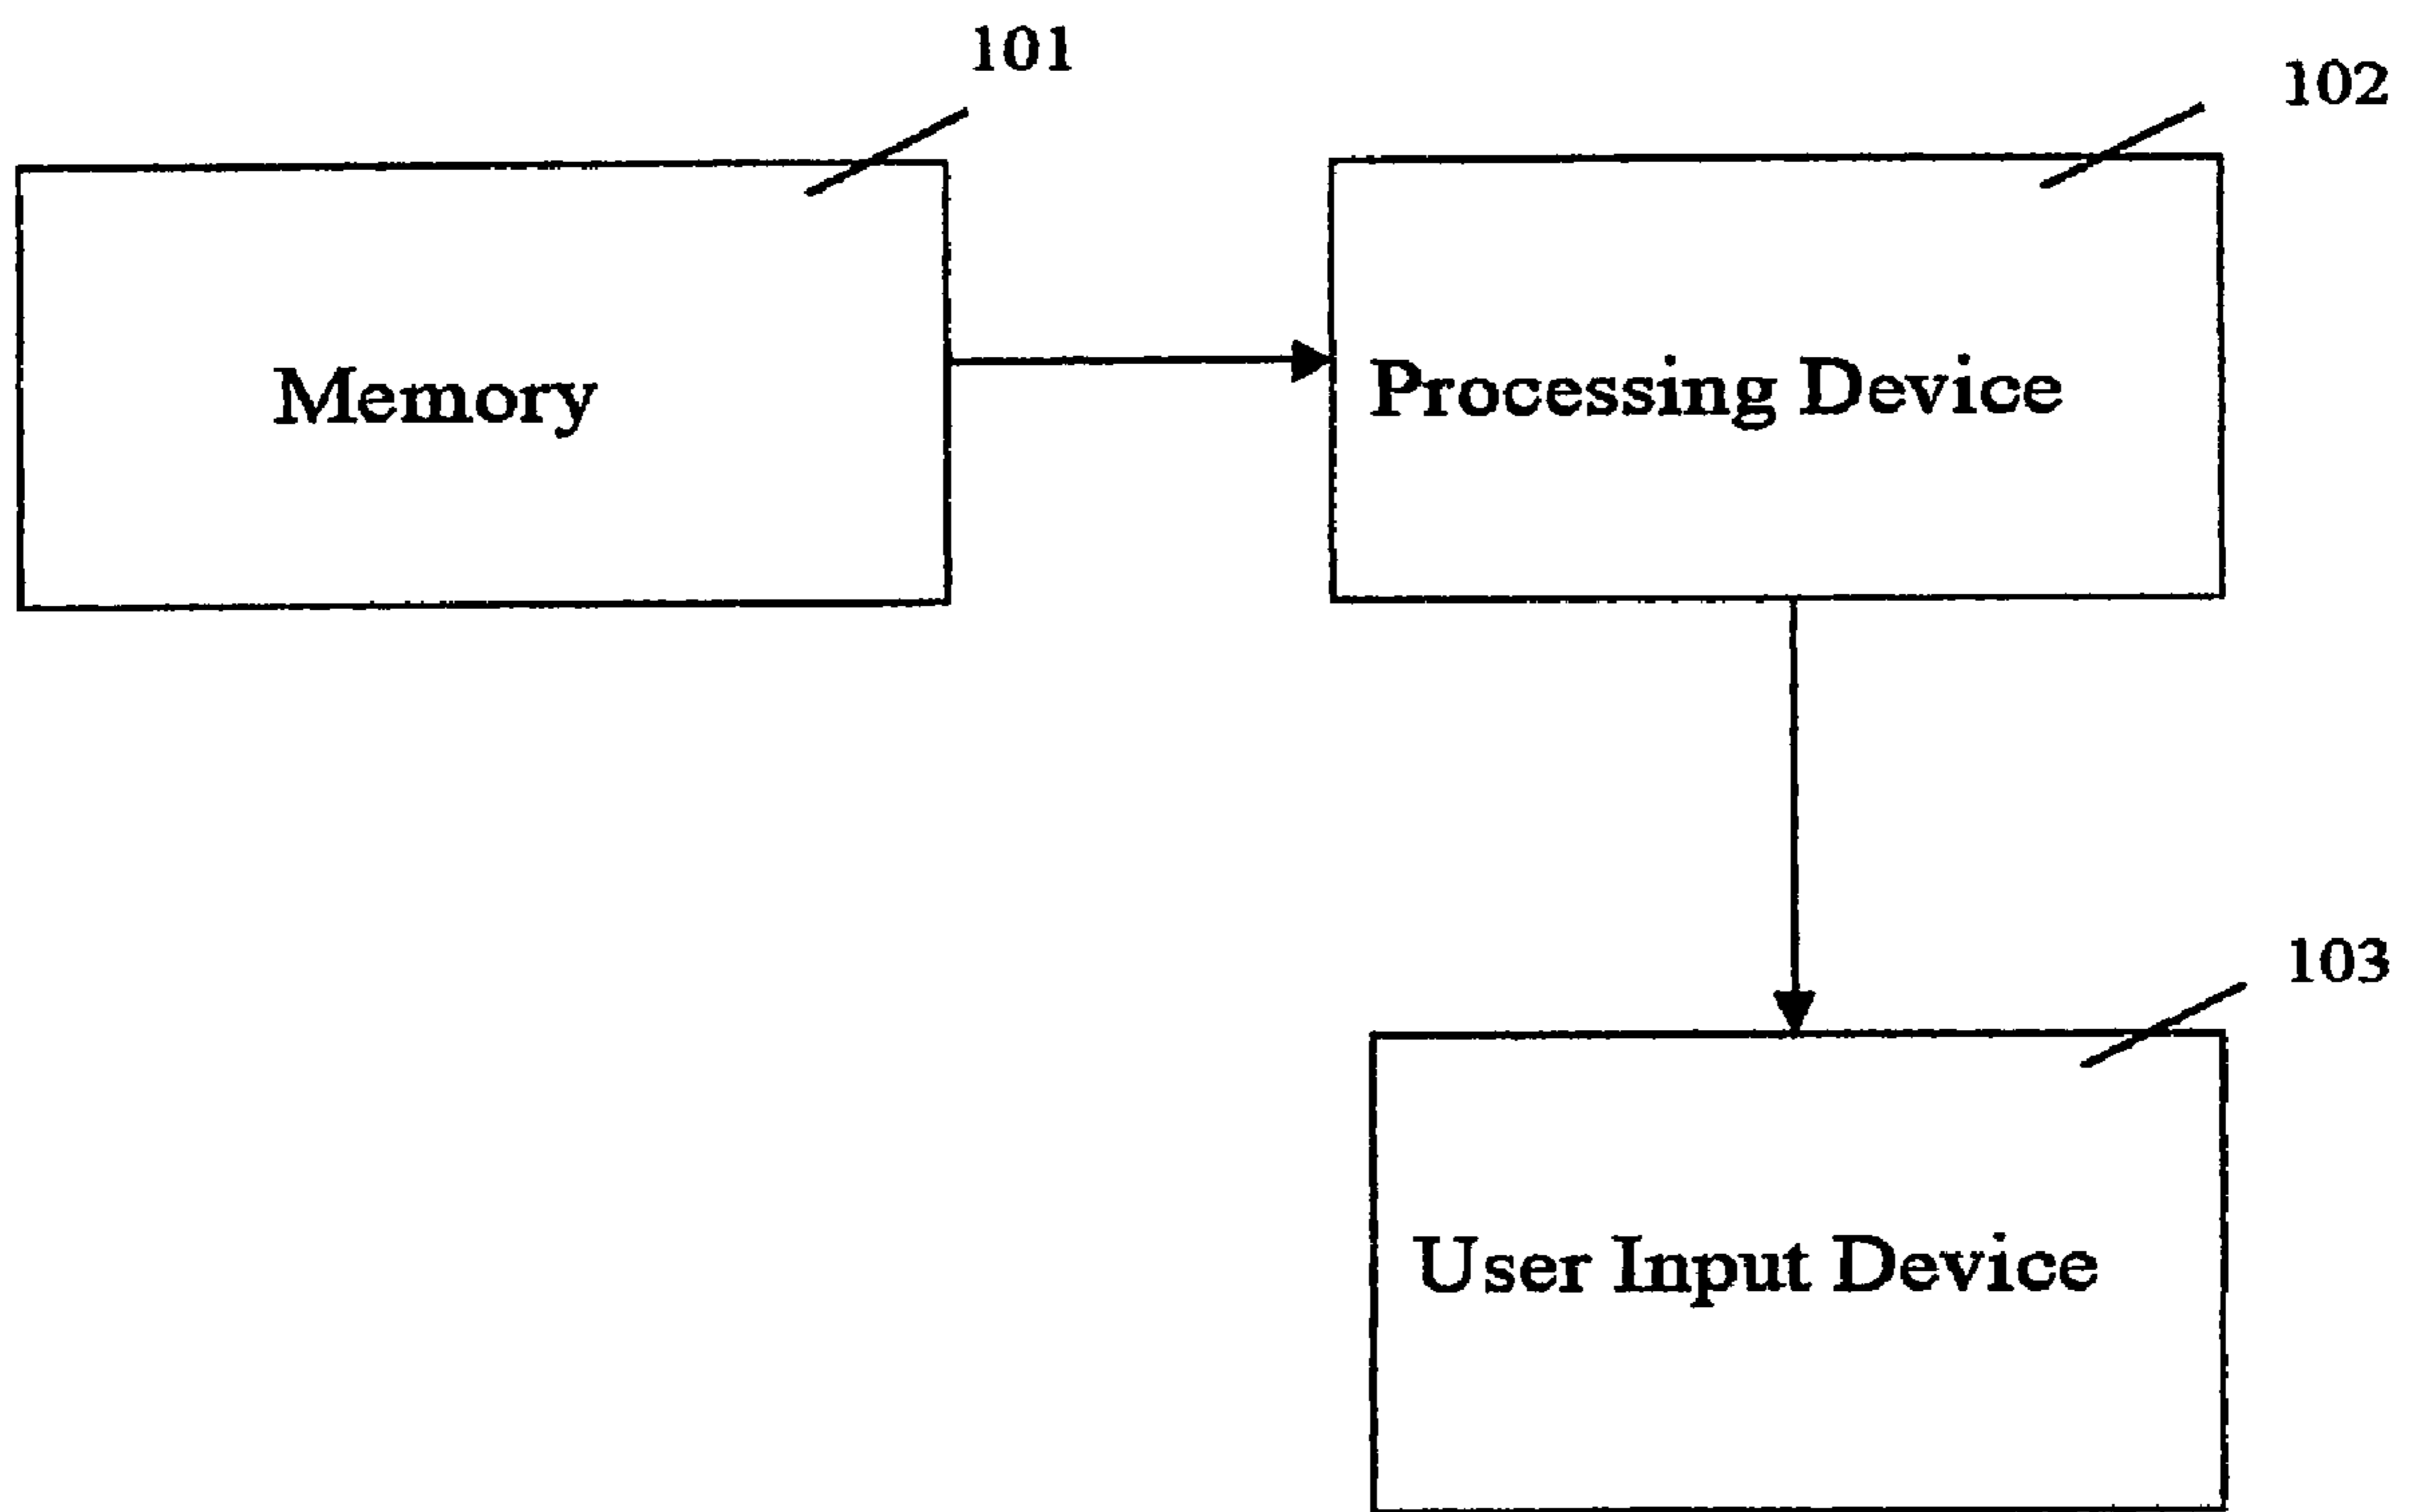 101
102
Memory
Processing Device
103
User Input Device